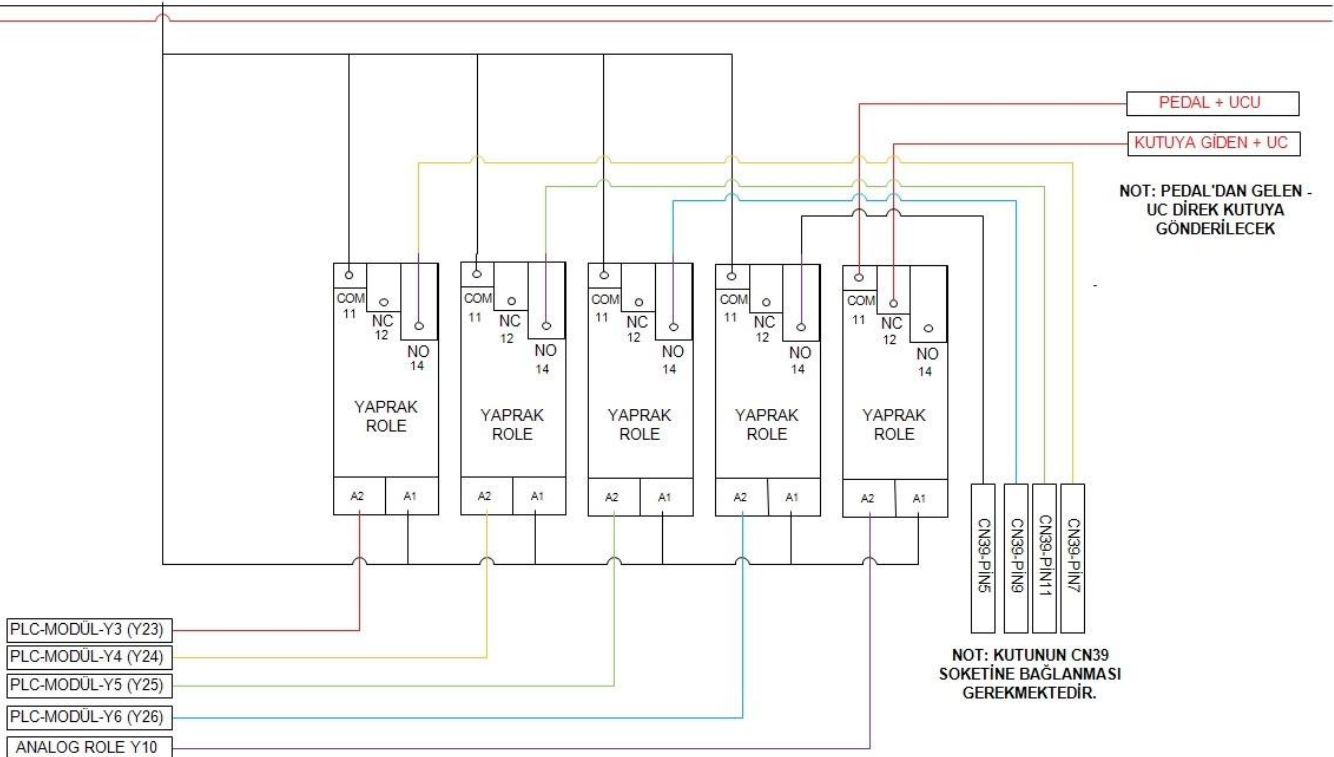 PEDAL + UCU
KUTUYA GİDEN + UC
NOT: PEDAL'DAN GELEN -
UC DİREK KUTUYA
GÖNDERİLECEK
COM
11
NC
12
NO
14
YAPRAK
ROLE
A2
A1
COM
11
NC
12
NO
14
YAPRAK
ROLE
A2
A1
COM
11
NC
12
NO
14
YAPRAK
ROLE
A2
A1
COM
11
NC
12
NO
14
YAPRAK
ROLE
A2
A1
COM
11
NC
12
NO
14
YAPRAK
ROLE
A2
A1
CN39-PİN5
CN39-PİN9
CN39-PİN11
CN39-PİN7
NOT: KUTUNUN CN39
SOKETİNE BAĞLANMASI
GEREKMEKTEDİR.
PLC-MODÜL-Y3 (Y23)
PLC-MODÜL-Y4 (Y24)
PLC-MODÜL-Y5 (Y25)
PLC-MODÜL-Y6 (Y26)
ANALOG ROLE Y10